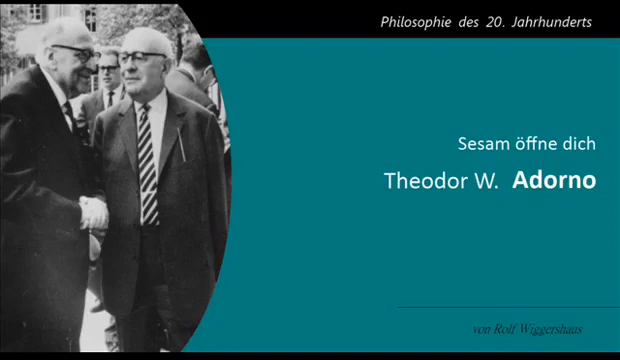 Philosophie des 20. Jahrhunderts
Sesam öffne dich
Theodor W. Adorno
von Rolf Wiggershaus